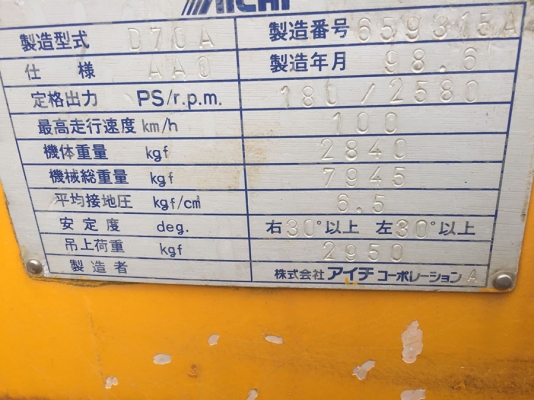 AICHI
製造型式 D70A 製造番号 659315A
仕様 AA0 製造年月 98.6
定格出力 PS/r.p.m. 180/2580
最高走行速度 km/h 100
機体重量 kgf 2840
機械総重量 kgf 7945
平均接地圧 kgf/c㎡ 6.5
安定度 deg. 右30°以上 左30°以上
吊上荷重 kgf 2950
製造者 株式会社 アイチ コーポレーション A